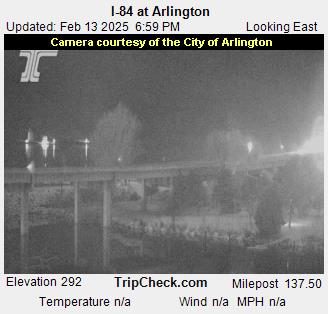 I-84 at Arlington
Updated: Feb 13 2025 6:59 PM Looking East
Camera courtesy of the City of Arlington
Elevation 292 TripCheck.com Milepost 137.50
Temperature n/a Wind n/a MPH n/a